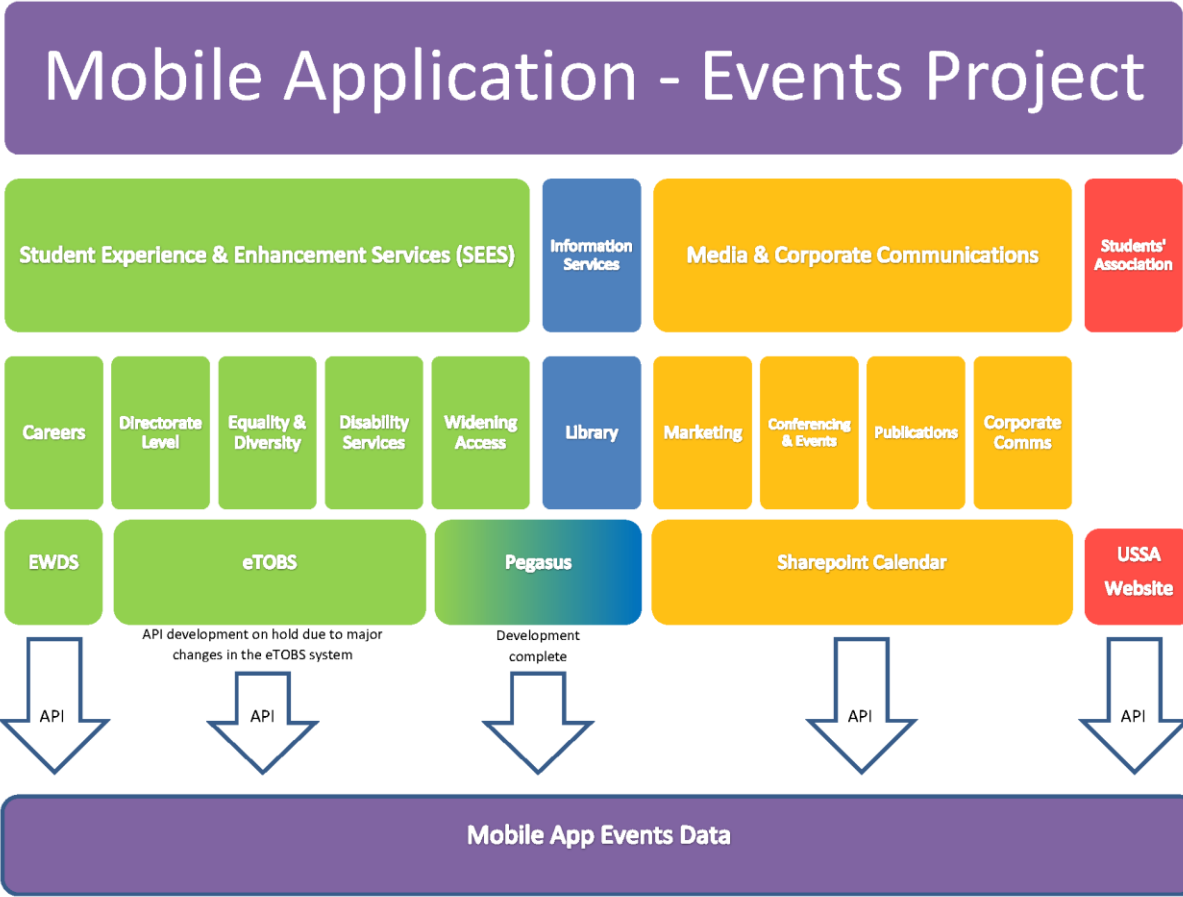 Mobile Application - Events Project
Student Experience & Enhancement Services (SEES)
Information
Services
Media & Corporate Communications
Students'
Association
Careers
Directorate
Level
Equality &
Diversity
Disability
Services
Widening
Access
Library
Marketing
Conferencing
& Events
Publications
Corporate
Comms
EWDS
eTOBS
Pegasus
Sharepoint Calendar
USSA
Website
API development on hold due to major
changes in the eTOBS system
Development
complete
API
API
API
API
Mobile App Events Data